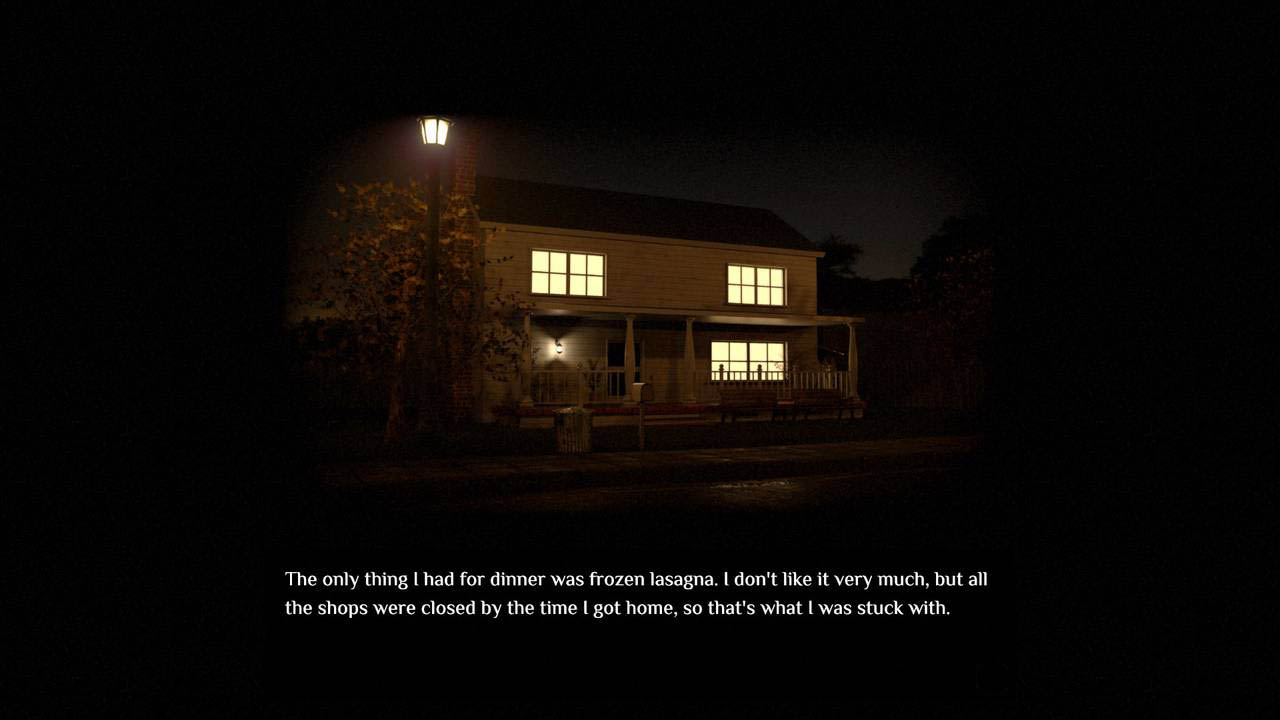 The only thing I had for dinner was frozen lasagna. I don't like it very much, but all
the shops were closed by the time I got home, so that's what I was stuck with.